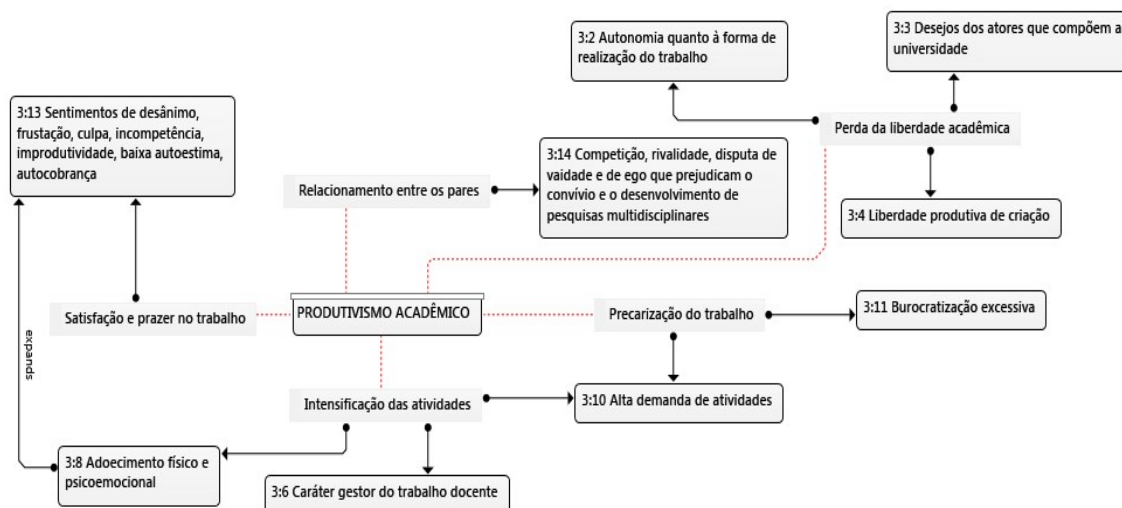 3:2 Autonomia quanto à forma de
realização do trabalho
3:3 Desejos dos atores que compõem a
universidade
3:13 Sentimentos de desânimo,
frustação, culpa, incompetência,
improdutividade, baixa autoestima,
autocobrança
Perda da liberdade acadêmica
Relacionamento entre os pares
3:14 Competição, rivalidade, disputa de
vaidade e de ego que prejudicam o
convívio e o desenvolvimento de
pesquisas multidisciplinares
3:4 Liberdade produtiva de criação
Satisfação e prazer no trabalho
PRODUTIVISMO ACADÊMICO
Precarização do trabalho
3:11 Burocratização excessiva
expands
Intensificação das atividades
3:10 Alta demanda de atividades
3:8 Adoecimento físico e
psicoemocional
3:6 Caráter gestor do trabalho docente